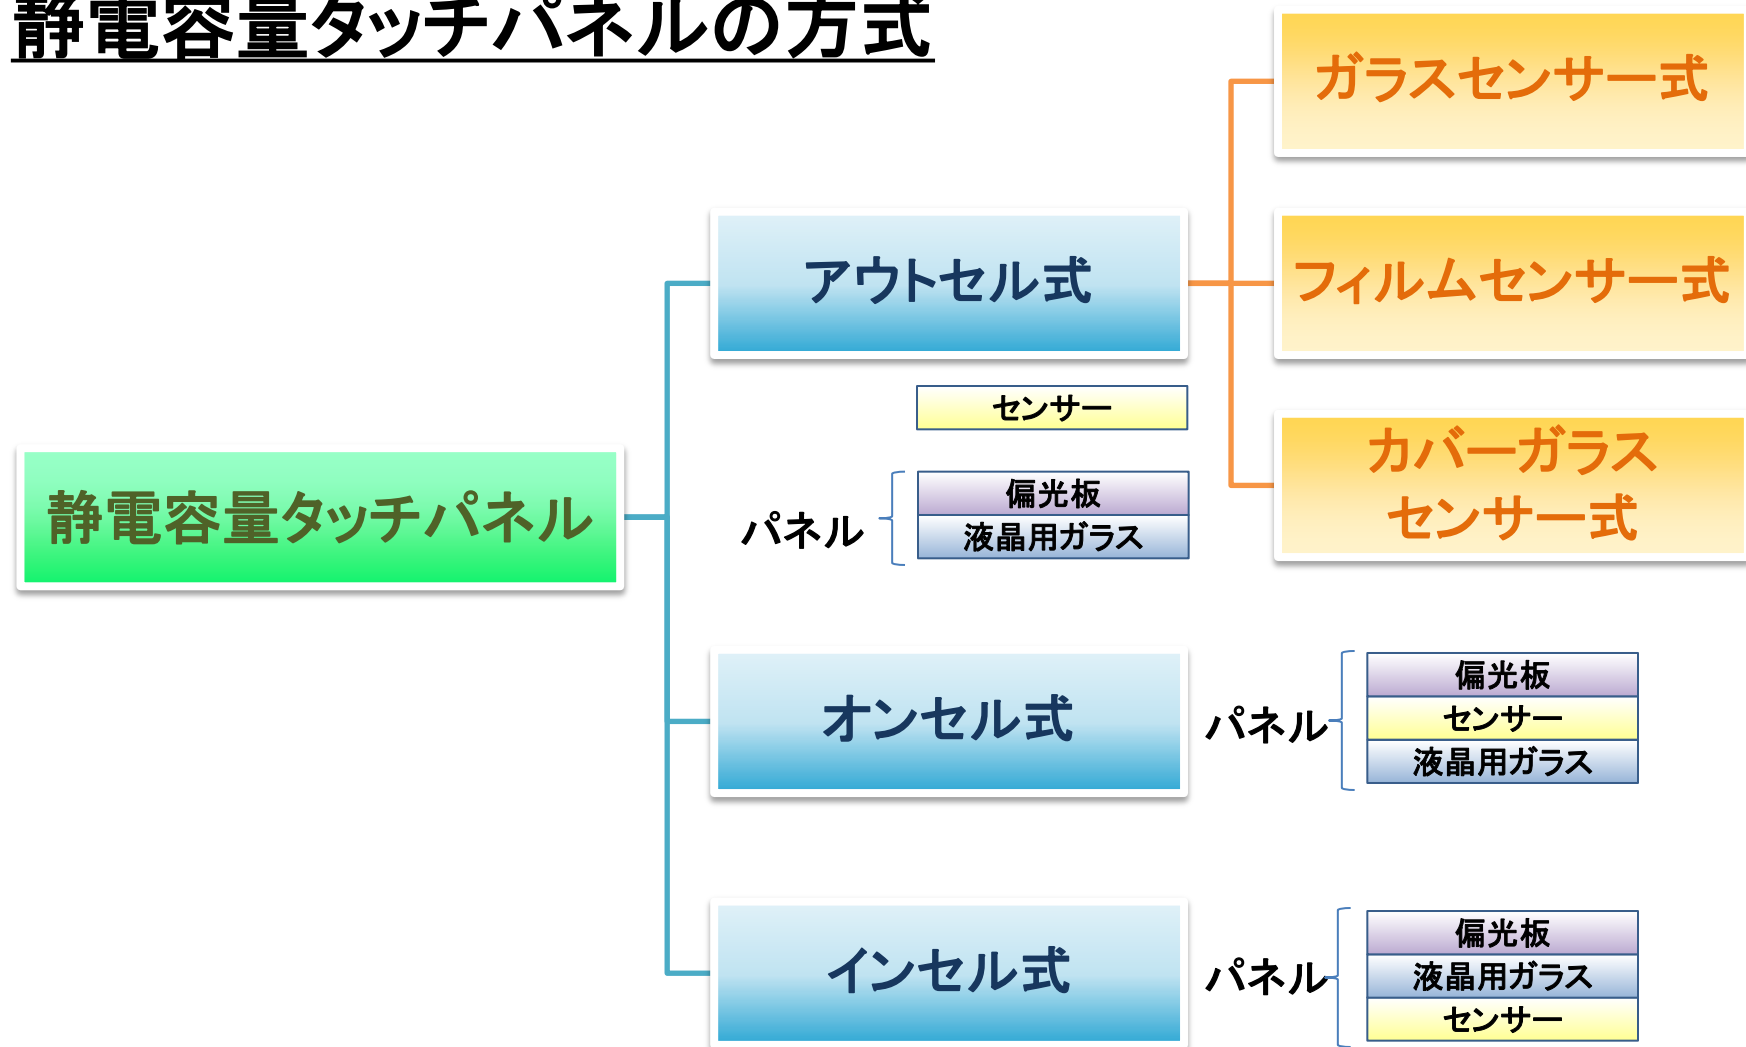 静電容量タッチパネルの方式
ガラスセンサー式
アウトセル式
フィルムセンサー式
センサー
カバーガラス
センサー式
静電容量タッチパネル
パネル
偏光板
液晶用ガラス
オンセル式
パネル
偏光板
センサー
液晶用ガラス
インセル式
パネル
偏光板
液晶用ガラス
センサー